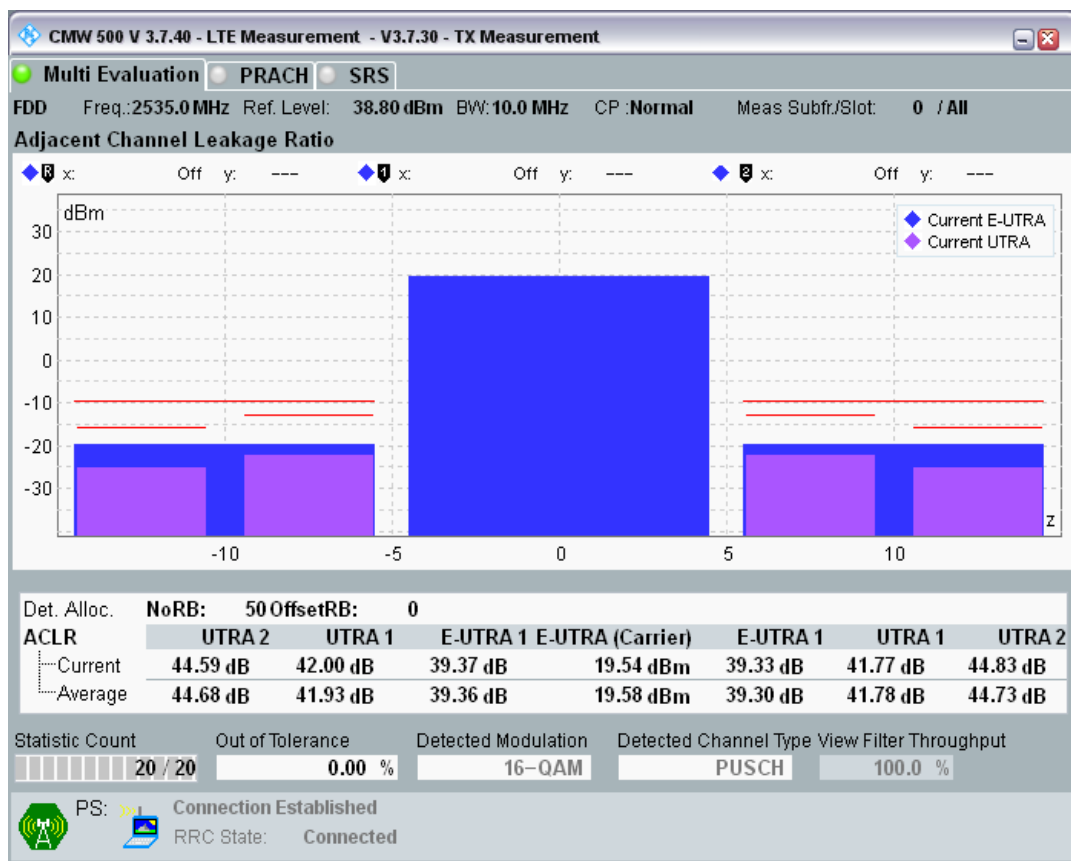 CMW 500 V 3.7.40 - LTE Measurement - V3.7.30 - TX Measurement
Multi Evaluation PRACH SRS
FDD Freq.:2535.0 MHz Ref. Level: 38.80 dBm BW:10.0 MHz CP :Normal Meas Subfr./Slot: 0 / All
Adjacent Channel Leakage Ratio
R x: Off y: --- 1 x: Off y: --- 2 x: Off y: ---
dBm
Current E-UTRA
Current UTRA
30
20
10
0
-10
-20
-30
z
-10 -5 0 5 10
Det. Alloc. NoRB: 50 OffsetRB: 0
ACLR UTRA 2 UTRA 1 E-UTRA 1 E-UTRA (Carrier) E-UTRA 1 UTRA 1 UTRA 2
Current 44.59 dB 42.00 dB 39.37 dB 19.54 dBm 39.33 dB 41.77 dB 44.83 dB
Average 44.68 dB 41.93 dB 39.36 dB 19.58 dBm 39.30 dB 41.78 dB 44.73 dB
Statistic Count Out of Tolerance Detected Modulation Detected Channel Type View Filter Throughput
20 / 20 0.00 % 16-QAM PUSCH 100.0 %
PS: Connection Established
RRC State: Connected